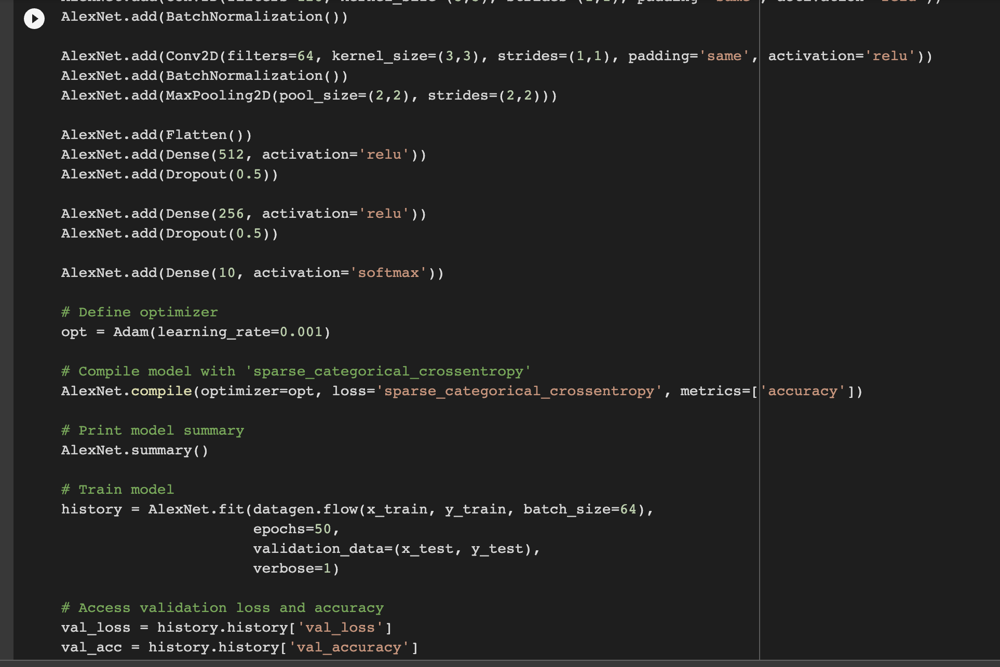 AlexNet.add(BatchNormalization())
AlexNet.add(Conv2D(filters=64, kernel_size=(3,3), strides=(1,1), padding='same', activation='relu'))
AlexNet.add(BatchNormalization())
AlexNet.add(MaxPooling2D(pool_size=(2,2), strides=(2,2)))
AlexNet.add(Flatten())
AlexNet.add(Dense(512, activation='relu'))
AlexNet.add(Dropout(0.5))
AlexNet.add(Dense(256, activation='relu'))
AlexNet.add(Dropout(0.5))
AlexNet.add(Dense(10, activation='softmax'))
# Define optimizer
opt = Adam(learning_rate=0.001)
# Compile model with 'sparse_categorical_crossentropy'
AlexNet.compile(optimizer=opt, loss='sparse_categorical_crossentropy', metrics=['accuracy'])
# Print model summary
AlexNet.summary()
# Train model
history = AlexNet.fit(datagen.flow(x_train, y_train, batch_size=64),
epochs=50,
validation_data=(x_test, y_test),
verbose=1)
# Access validation loss and accuracy
val_loss = history.history['val_loss']
val_acc = history.history['val_accuracy']